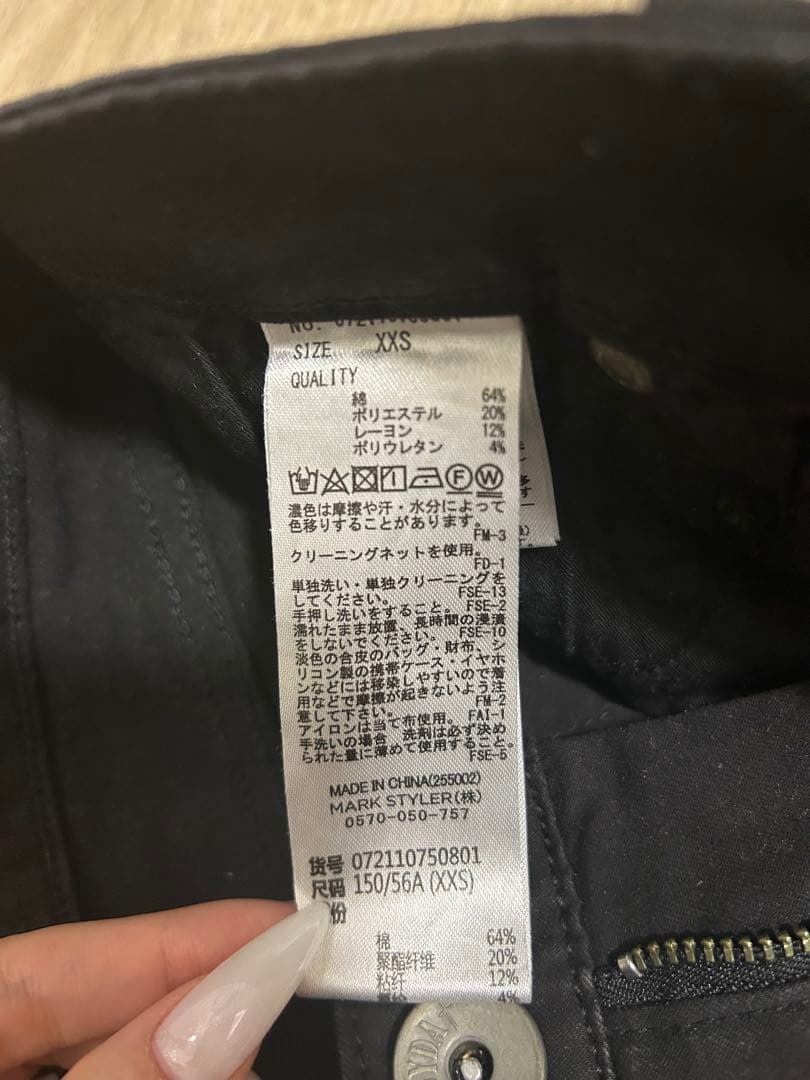 NO. 072110750801
SIZE XXS
QUALITY
綿 64%
ポリエステル 20%
レーヨン 12%
ポリウレタン 4%
F W
濃色は摩擦や汗・水分によって
色移りすることがあります。
FM-3
クリーニングネットを使用。
FD-1
単独洗い・単独クリーニングを
してください。 FSE-13
手押し洗いをすること。 FSE-2
濡れたまま放置、長時間の浸漬
をしないでください。 FSE-10
淡色の合皮のバッグ・財布、シ
リコン製の携帯ケース・イヤホ
ンなどには移染しやすいので着
用などで摩擦が起きないよう注
意して下さい。 FM-2
アイロンは当て布使用。 FAI-1
手洗いの場合、洗剤は必ず決め
られた量に薄めて使用すること。
FSE-5
MADE IN CHINA(255002)
MARK STYLER(株)
0570-050-757
货号 072110750801
尺码 150/56A (XXS)
份
棉 64%
聚酯纤维 20%
粘纤 12%
4%
YDA